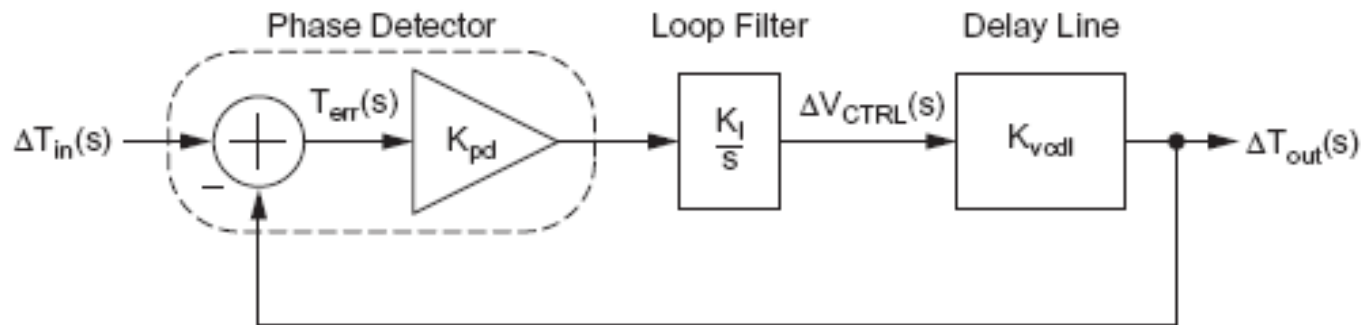 Phase Detector Loop Filter Delay Line
ΔT_in(s) T_err(s) ΔV_CTRL(s) ΔT_out(s)
+ K_pd K_I K_vcdl
s
−